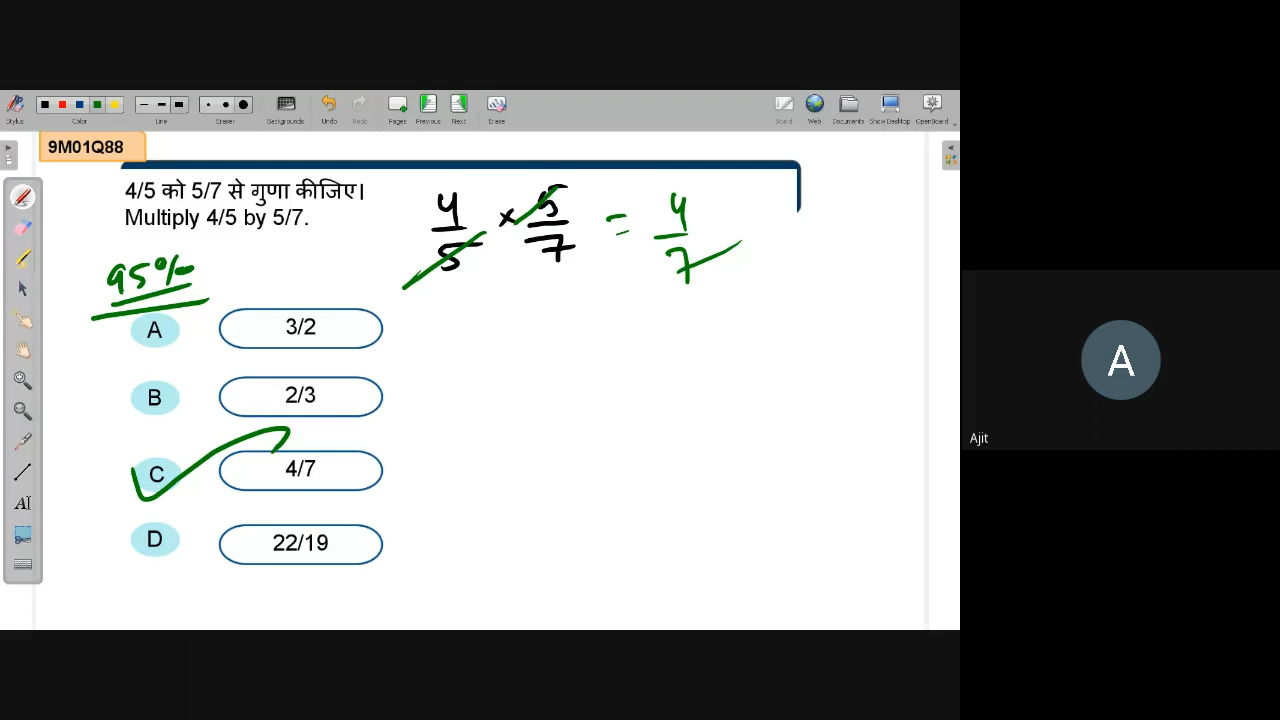 Stylus Color Line Eraser Backgrounds Undo Redo Pages Previous Next Erase Board Web Documents Show Desktop OpenBoard
9M01Q88
4/5 को 5/7 से गुणा कीजिए।
Multiply 4/5 by 5/7.
4/5 × 5/7 = 4/7
95%
A 3/2
B 2/3
C 4/7
D 22/19
AI
A
Ajit